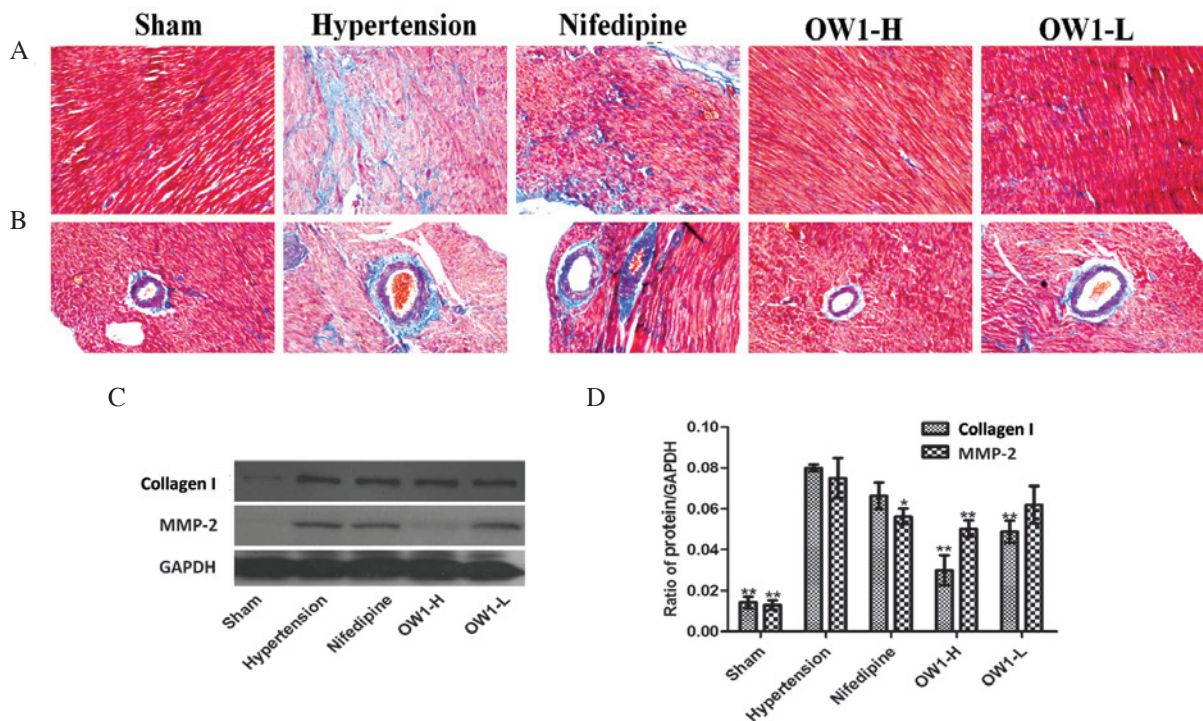 Sham Hypertension Nifedipine OW1-H OW1-L
A
B
C
Collagen I
MMP-2
GAPDH
Sham Hypertension Nifedipine OW1-H OW1-L
D
Collagen I
MMP-2
Ratio of protein/GAPDH
0.10
0.08
0.06
0.04
0.02
0.00
** ** * ** ** **
Sham Hypertension Nifedipine OW1-H OW1-L